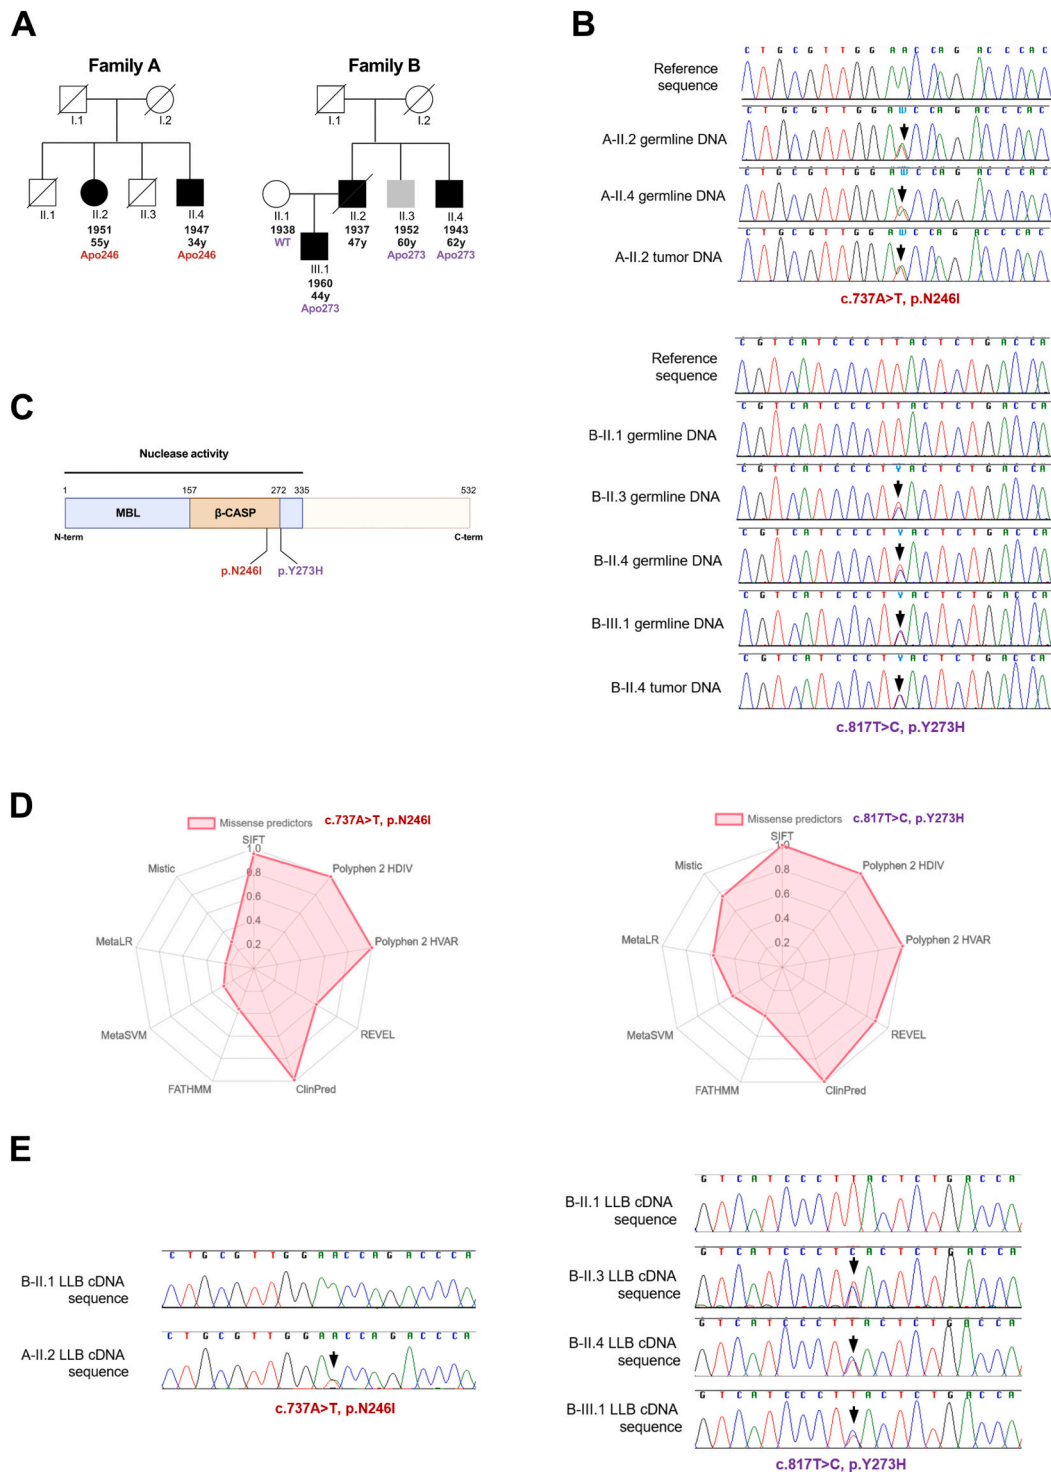 A
Family A
Family B
I.1
I.2
I.1
I.2
II.1
II.2
II.3
II.4
1951
1947
55y
34y
Apo246
Apo246
II.1
II.2
II.3
II.4
1938
1937
1952
1943
WT
47y
60y
62y
Apo273
Apo273
III.1
1960
44y
Apo273
B
Reference
sequence
C T G C G T T G G A A C C A G A C C C A C
A-II.2 germline DNA
C T G C G T T G G A W C C A G A C C C A C
A-II.4 germline DNA
C T G C G T T G G A W C C A G A C C C A C
A-II.2 tumor DNA
C T G C G T T G G A W C C A G A C C C A C
c.737A>T, p.N246I
Reference
sequence
C G T C A T C C C T T A C T C T G A C C A
B-II.1 germline DNA
C G T C A T C C C T T A C T C T G A C C A
B-II.3 germline DNA
C G T C A T C C C T Y A C T C T G A C C A
B-II.4 germline DNA
C G T C A T C C C T Y A C T C T G A C C A
B-III.1 germline DNA
C G T C A T C C C T Y A C T C T G A C C A
B-II.4 tumor DNA
C G T C A T C C C T Y A C T C T G A C C A
c.817T>C, p.Y273H
C
Nuclease activity
1
157
272
335
532
MBL
β-CASP
N-term
C-term
p.N246I
p.Y273H
D
Missense predictors
c.737A>T, p.N246I
SIFT
1.0
0.8
0.6
0.4
0.2
Polyphen 2 HDIV
Polyphen 2 HVAR
REVEL
ClinPred
FATHMM
MetaSVM
MetaLR
Mistic
Missense predictors
c.817T>C, p.Y273H
SIFT
1.0
0.8
0.6
0.4
0.2
Polyphen 2 HDIV
Polyphen 2 HVAR
REVEL
ClinPred
FATHMM
MetaSVM
MetaLR
Mistic
E
B-II.1 LLB cDNA
sequence
C T G C G T T G G A A C C A G A C C C A
A-II.2 LLB cDNA
sequence
C T G C G T T G G A A C C A G A C C C A
c.737A>T, p.N246I
B-II.1 LLB cDNA
sequence
G T C A T C C C T T A C T C T G A C C A
B-II.3 LLB cDNA
sequence
G T C A T C C C T C A C T C T G A C C A
B-II.4 LLB cDNA
sequence
G T C A T C C C T T A C T C T G A C C A
B-III.1 LLB cDNA
sequence
G T C A T C C C T T A C T C T G A C C A
c.817T>C, p.Y273H